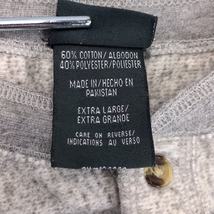 60% COTTON/ALGODON
40% POLYESTER/POLIESTER
MADE IN/HECHO EN
PAKISTAN
EXTRA LARGE/
EXTRA GRANDE
CARE ON REVERSE/
INDICATIONS AU VERSO